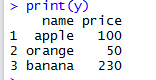 > print(y)
name price
1 apple 100
2 orange 50
3 banana 230
>